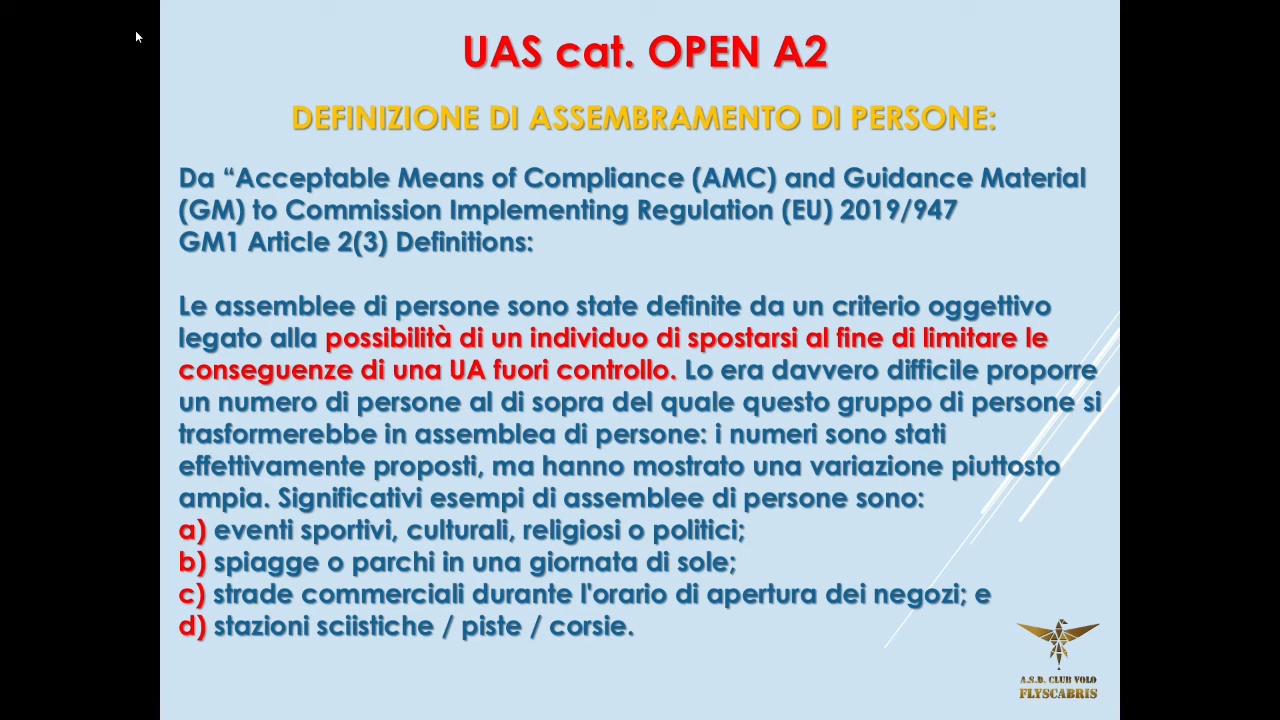 UAS cat. OPEN A2
DEFINIZIONE DI ASSEMBRAMENTO DI PERSONE:
Da “Acceptable Means of Compliance (AMC) and Guidance Material
(GM) to Commission Implementing Regulation (EU) 2019/947
GM1 Article 2(3) Definitions:
Le assemblee di persone sono state definite da un criterio oggettivo
legato alla possibilità di un individuo di spostarsi al fine di limitare le
conseguenze di una UA fuori controllo. Lo era davvero difficile proporre
un numero di persone al di sopra del quale questo gruppo di persone si
trasformerebbe in assemblea di persone: i numeri sono stati
effettivamente proposti, ma hanno mostrato una variazione piuttosto
ampia. Significativi esempi di assemblee di persone sono:
a) eventi sportivi, culturali, religiosi o politici;
b) spiagge o parchi in una giornata di sole;
c) strade commerciali durante l'orario di apertura dei negozi; e
d) stazioni sciistiche / piste / corsie.
A.S.D. CLUB VOLO
FLYSCABRIS